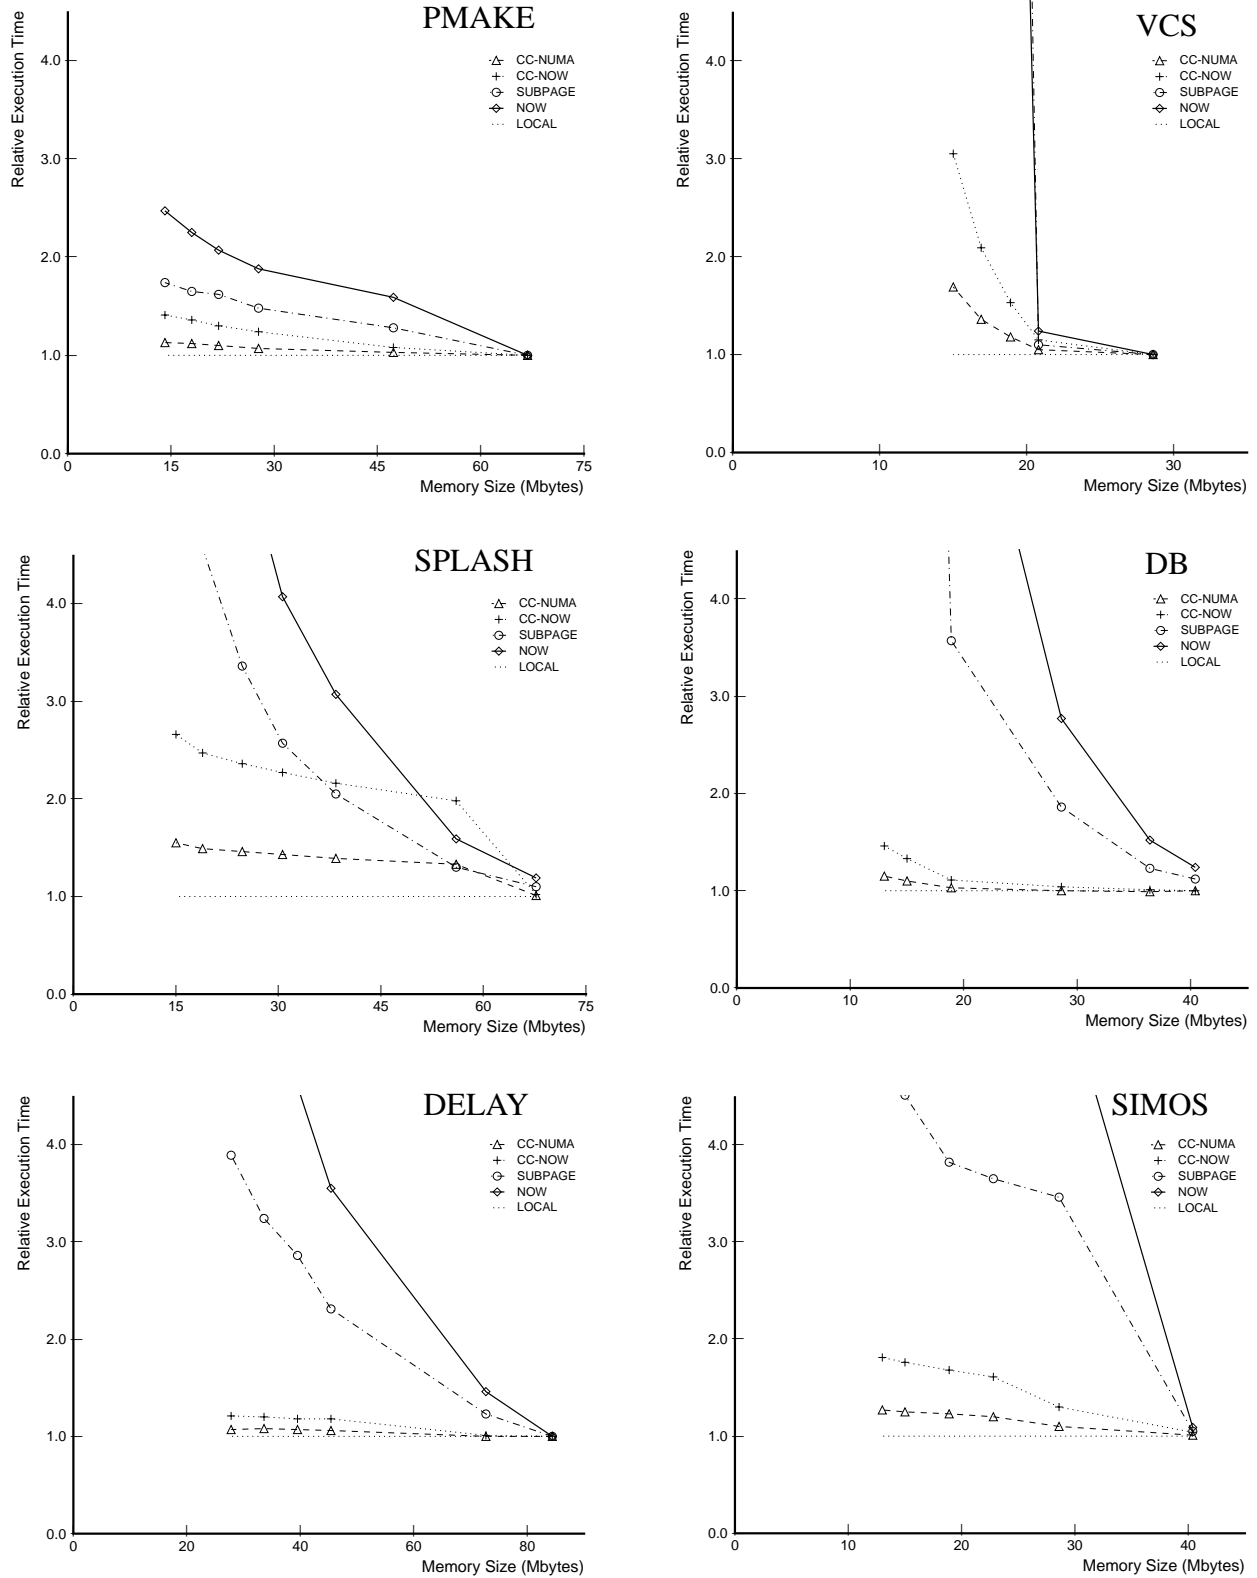 PMAKE
Relative Execution Time
4.0
3.0
2.0
1.0
0.0
CC-NUMA
CC-NOW
SUBPAGE
NOW
LOCAL
0 15 30 45 60 75
Memory Size (Mbytes)
VCS
Relative Execution Time
4.0
3.0
2.0
1.0
0.0
CC-NUMA
CC-NOW
SUBPAGE
NOW
LOCAL
0 10 20 30
Memory Size (Mbytes)
SPLASH
Relative Execution Time
4.0
3.0
2.0
1.0
0.0
CC-NUMA
CC-NOW
SUBPAGE
NOW
LOCAL
0 15 30 45 60 75
Memory Size (Mbytes)
DB
Relative Execution Time
4.0
3.0
2.0
1.0
0.0
CC-NUMA
CC-NOW
SUBPAGE
NOW
LOCAL
0 10 20 30 40
Memory Size (Mbytes)
DELAY
Relative Execution Time
4.0
3.0
2.0
1.0
0.0
CC-NUMA
CC-NOW
SUBPAGE
NOW
LOCAL
0 20 40 60 80
Memory Size (Mbytes)
SIMOS
Relative Execution Time
4.0
3.0
2.0
1.0
0.0
CC-NUMA
CC-NOW
SUBPAGE
NOW
LOCAL
0 10 20 30 40
Memory Size (Mbytes)